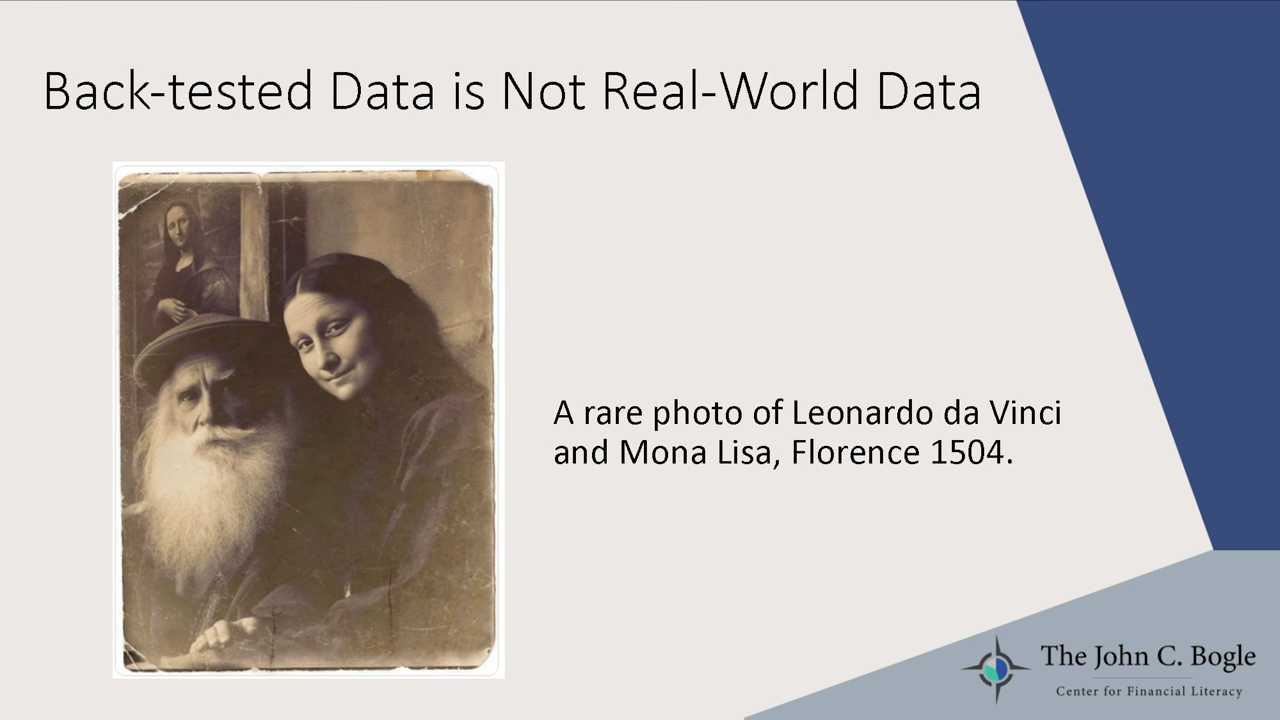 Back-tested Data is Not Real-World Data
A rare photo of Leonardo da Vinci
and Mona Lisa, Florence 1504.
The John C. Bogle
Center for Financial Literacy